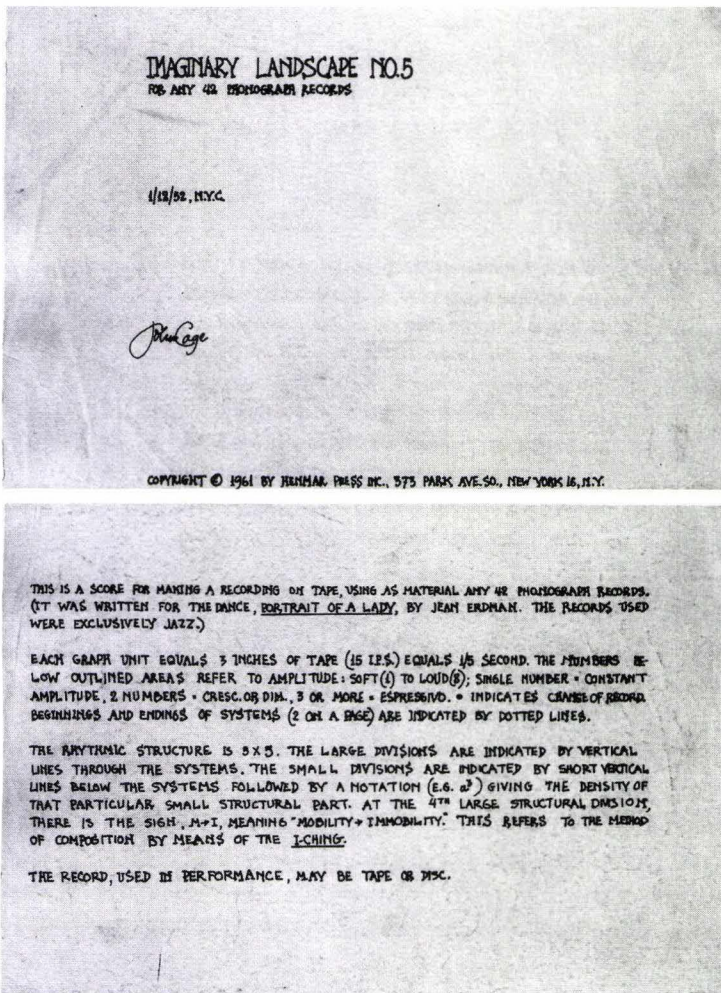 IMAGINARY LANDSCAPE NO.5
FOR ANY 42 PHONOGRAPH RECORDS
1/12/52, N.Y.C.
John Cage
COPYRIGHT © 1961 BY HENMAR PRESS INC., 373 PARK AVE. SO., NEW YORK 16, N.Y.
THIS IS A SCORE FOR MAKING A RECORDING ON TAPE, USING AS MATERIAL ANY 42 PHONOGRAPH RECORDS.
(IT WAS WRITTEN FOR THE DANCE, PORTRAIT OF A LADY, BY JEAN ERDMAN. THE RECORDS USED
WERE EXCLUSIVELY JAZZ.)
EACH GRAPH UNIT EQUALS 3 INCHES OF TAPE (15 I.P.S.) EQUALS 1/5 SECOND. THE NUMBERS BE-
LOW OUTLINED AREAS REFER TO AMPLITUDE: SOFT(1) TO LOUD(8); SINGLE NUMBER = CONSTANT
AMPLITUDE, 2 NUMBERS = CRESC. OR DIM., 3 OR MORE = ESPRESSIVO. • INDICATES CHANGE OF RECORD.
BEGINNINGS AND ENDINGS OF SYSTEMS (2 ON A PAGE) ARE INDICATED BY DOTTED LINES.
THE RHYTHMIC STRUCTURE IS 5 X 5. THE LARGE DIVISIONS ARE INDICATED BY VERTICAL
LINES THROUGH THE SYSTEMS. THE SMALL DIVISIONS ARE INDICATED BY SHORT VERTICAL
LINES BELOW THE SYSTEMS FOLLOWED BY A NOTATION (E.G. ) GIVING THE DENSITY OF
THAT PARTICULAR SMALL STRUCTURAL PART. AT THE 4TH LARGE STRUCTURAL DIVISION,
THERE IS THE SIGN, M→I, MEANING "MOBILITY→IMMOBILITY." THIS REFERS TO THE METHOD
OF COMPOSITION BY MEANS OF THE I-CHING.
THE RECORD, USED IN PERFORMANCE, MAY BE TAPE OR DISC.